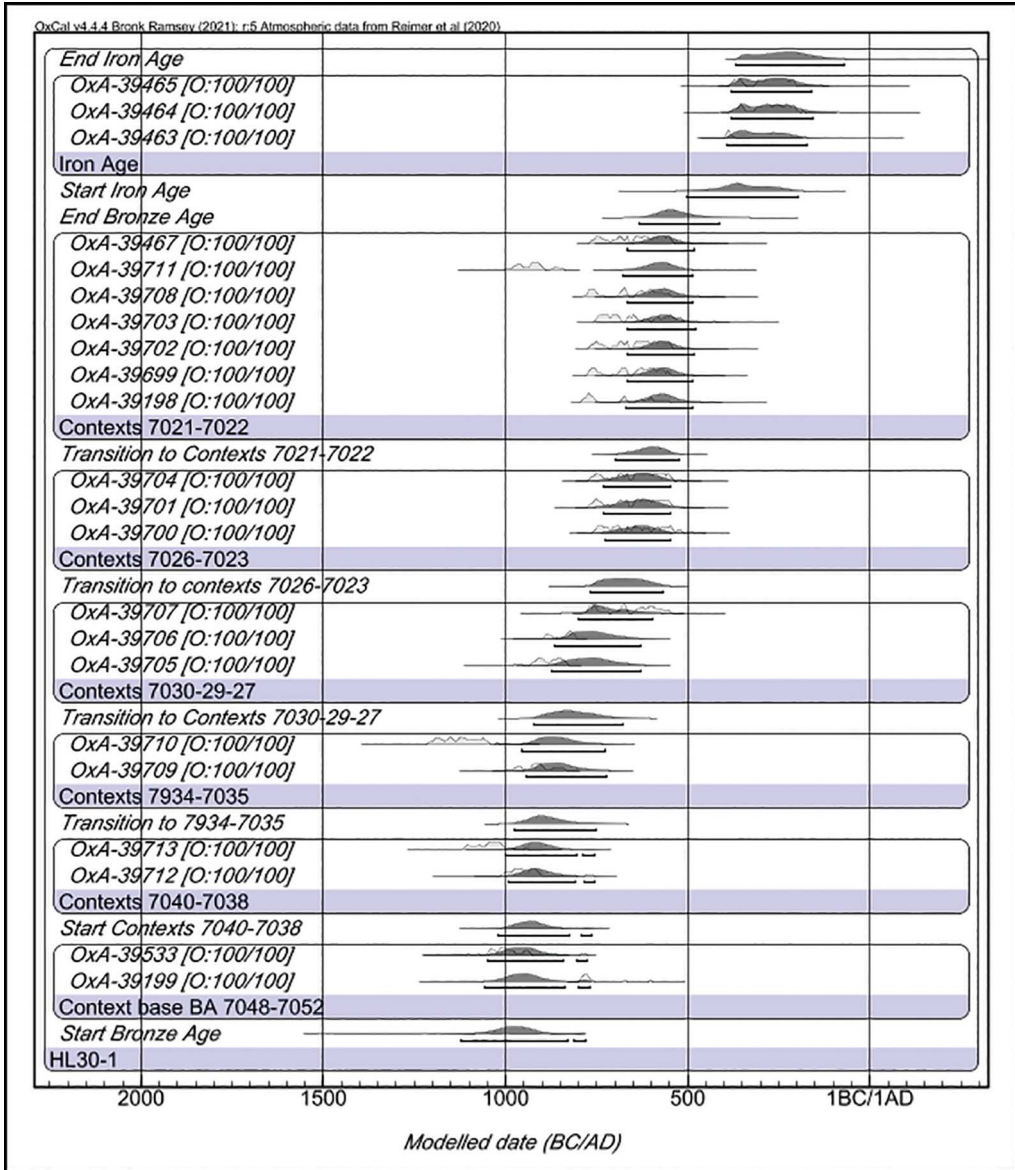 OxCal v4.4.4 Bronk Ramsey (2021); r:5 Atmospheric data from Reimer et al (2020)
End Iron Age
OxA-39465 [O:100/100]
OxA-39464 [O:100/100]
OxA-39463 [O:100/100]
Iron Age
Start Iron Age
End Bronze Age
OxA-39467 [O:100/100]
OxA-39711 [O:100/100]
OxA-39708 [O:100/100]
OxA-39703 [O:100/100]
OxA-39702 [O:100/100]
OxA-39699 [O:100/100]
OxA-39198 [O:100/100]
Contexts 7021-7022
Transition to Contexts 7021-7022
OxA-39704 [O:100/100]
OxA-39701 [O:100/100]
OxA-39700 [O:100/100]
Contexts 7026-7023
Transition to contexts 7026-7023
OxA-39707 [O:100/100]
OxA-39706 [O:100/100]
OxA-39705 [O:100/100]
Contexts 7030-29-27
Transition to Contexts 7030-29-27
OxA-39710 [O:100/100]
OxA-39709 [O:100/100]
Contexts 7934-7035
Transition to 7934-7035
OxA-39713 [O:100/100]
OxA-39712 [O:100/100]
Contexts 7040-7038
Start Contexts 7040-7038
OxA-39533 [O:100/100]
OxA-39199 [O:100/100]
Context base BA 7048-7052
Start Bronze Age
HL30-1
2000 1500 1000 500 1BC/1AD
Modelled date (BC/AD)